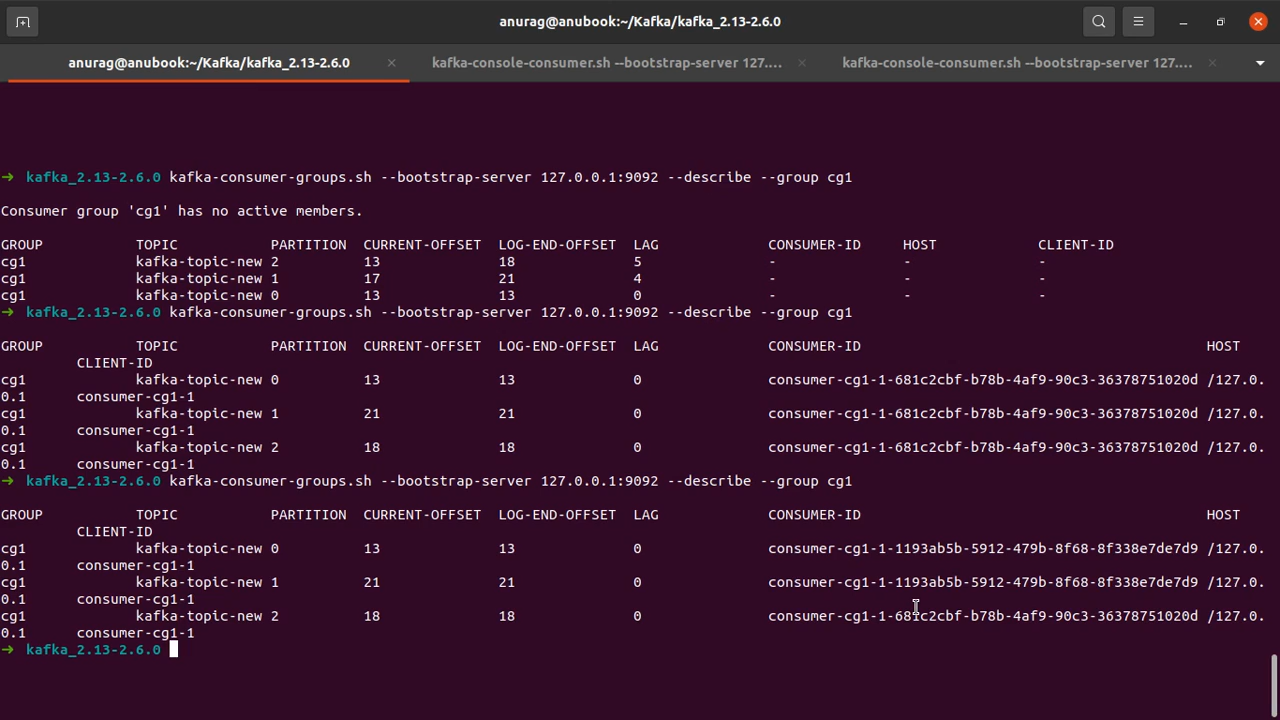 anurag@anubook:~/Kafka/kafka_2.13-2.6.0
anurag@anubook:~/Kafka/kafka_2.13-2.6.0 kafka-console-consumer.sh --bootstrap-server 127.... kafka-console-consumer.sh --bootstrap-server 127....
➜ kafka_2.13-2.6.0 kafka-consumer-groups.sh --bootstrap-server 127.0.0.1:9092 --describe --group cg1
Consumer group 'cg1' has no active members.
GROUP TOPIC PARTITION CURRENT-OFFSET LOG-END-OFFSET LAG CONSUMER-ID HOST CLIENT-ID
cg1 kafka-topic-new 2 13 18 5 - - -
cg1 kafka-topic-new 1 17 21 4 - - -
cg1 kafka-topic-new 0 13 13 0 - - -
➜ kafka_2.13-2.6.0 kafka-consumer-groups.sh --bootstrap-server 127.0.0.1:9092 --describe --group cg1
GROUP TOPIC PARTITION CURRENT-OFFSET LOG-END-OFFSET LAG CONSUMER-ID HOST
CLIENT-ID
cg1 kafka-topic-new 0 13 13 0 consumer-cg1-1-681c2cbf-b78b-4af9-90c3-36378751020d /127.0.
0.1 consumer-cg1-1
cg1 kafka-topic-new 1 21 21 0 consumer-cg1-1-681c2cbf-b78b-4af9-90c3-36378751020d /127.0.
0.1 consumer-cg1-1
cg1 kafka-topic-new 2 18 18 0 consumer-cg1-1-681c2cbf-b78b-4af9-90c3-36378751020d /127.0.
0.1 consumer-cg1-1
➜ kafka_2.13-2.6.0 kafka-consumer-groups.sh --bootstrap-server 127.0.0.1:9092 --describe --group cg1
GROUP TOPIC PARTITION CURRENT-OFFSET LOG-END-OFFSET LAG CONSUMER-ID HOST
CLIENT-ID
cg1 kafka-topic-new 0 13 13 0 consumer-cg1-1-1193ab5b-5912-479b-8f68-8f338e7de7d9 /127.0.
0.1 consumer-cg1-1
cg1 kafka-topic-new 1 21 21 0 consumer-cg1-1-1193ab5b-5912-479b-8f68-8f338e7de7d9 /127.0.
0.1 consumer-cg1-1
cg1 kafka-topic-new 2 18 18 0 consumer-cg1-1-681c2cbf-b78b-4af9-90c3-36378751020d /127.0.
0.1 consumer-cg1-1
➜ kafka_2.13-2.6.0